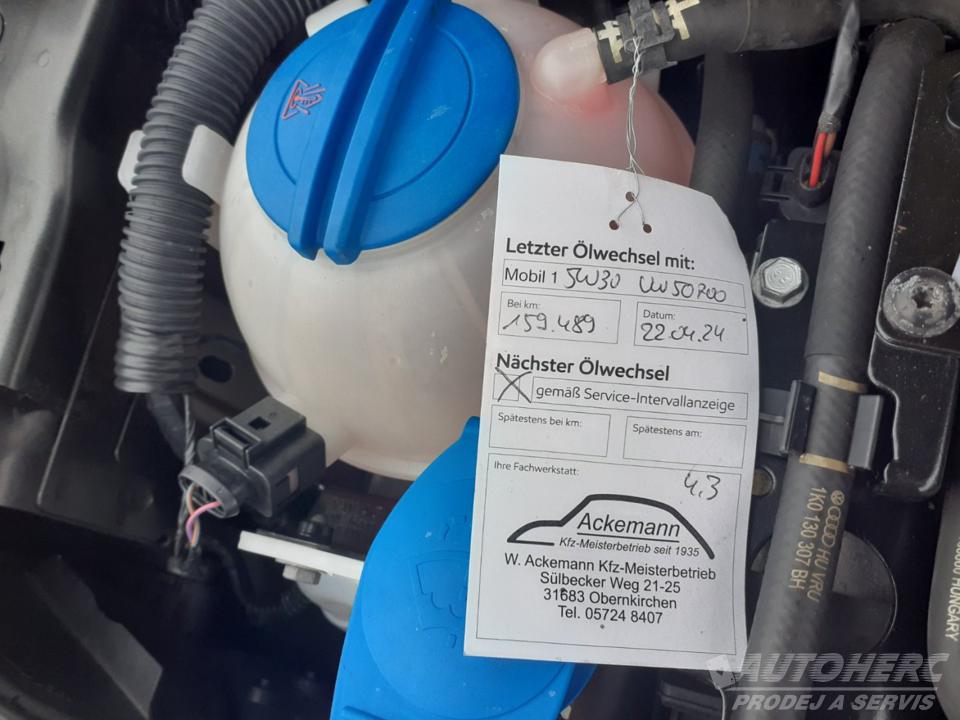 Letzter Ölwechsel mit:
Mobil 1 5W30 VW50700
Bei km:
159.489
Datum:
22.04.24
Nächster Ölwechsel
gemäß Service-Intervallanzeige
Spätestens bei km:
Spätestens am:
Ihre Fachwerkstatt:
4,3
Ackemann
Kfz-Meisterbetrieb seit 1935
W. Ackemann Kfz-Meisterbetrieb
Sülbecker Weg 21-25
31683 Obernkirchen
Tel. 05724 8407
HU VRU
1K0 130 307 BH
HUNGARY
AUTOHERC
PRODEJ A SERVIS